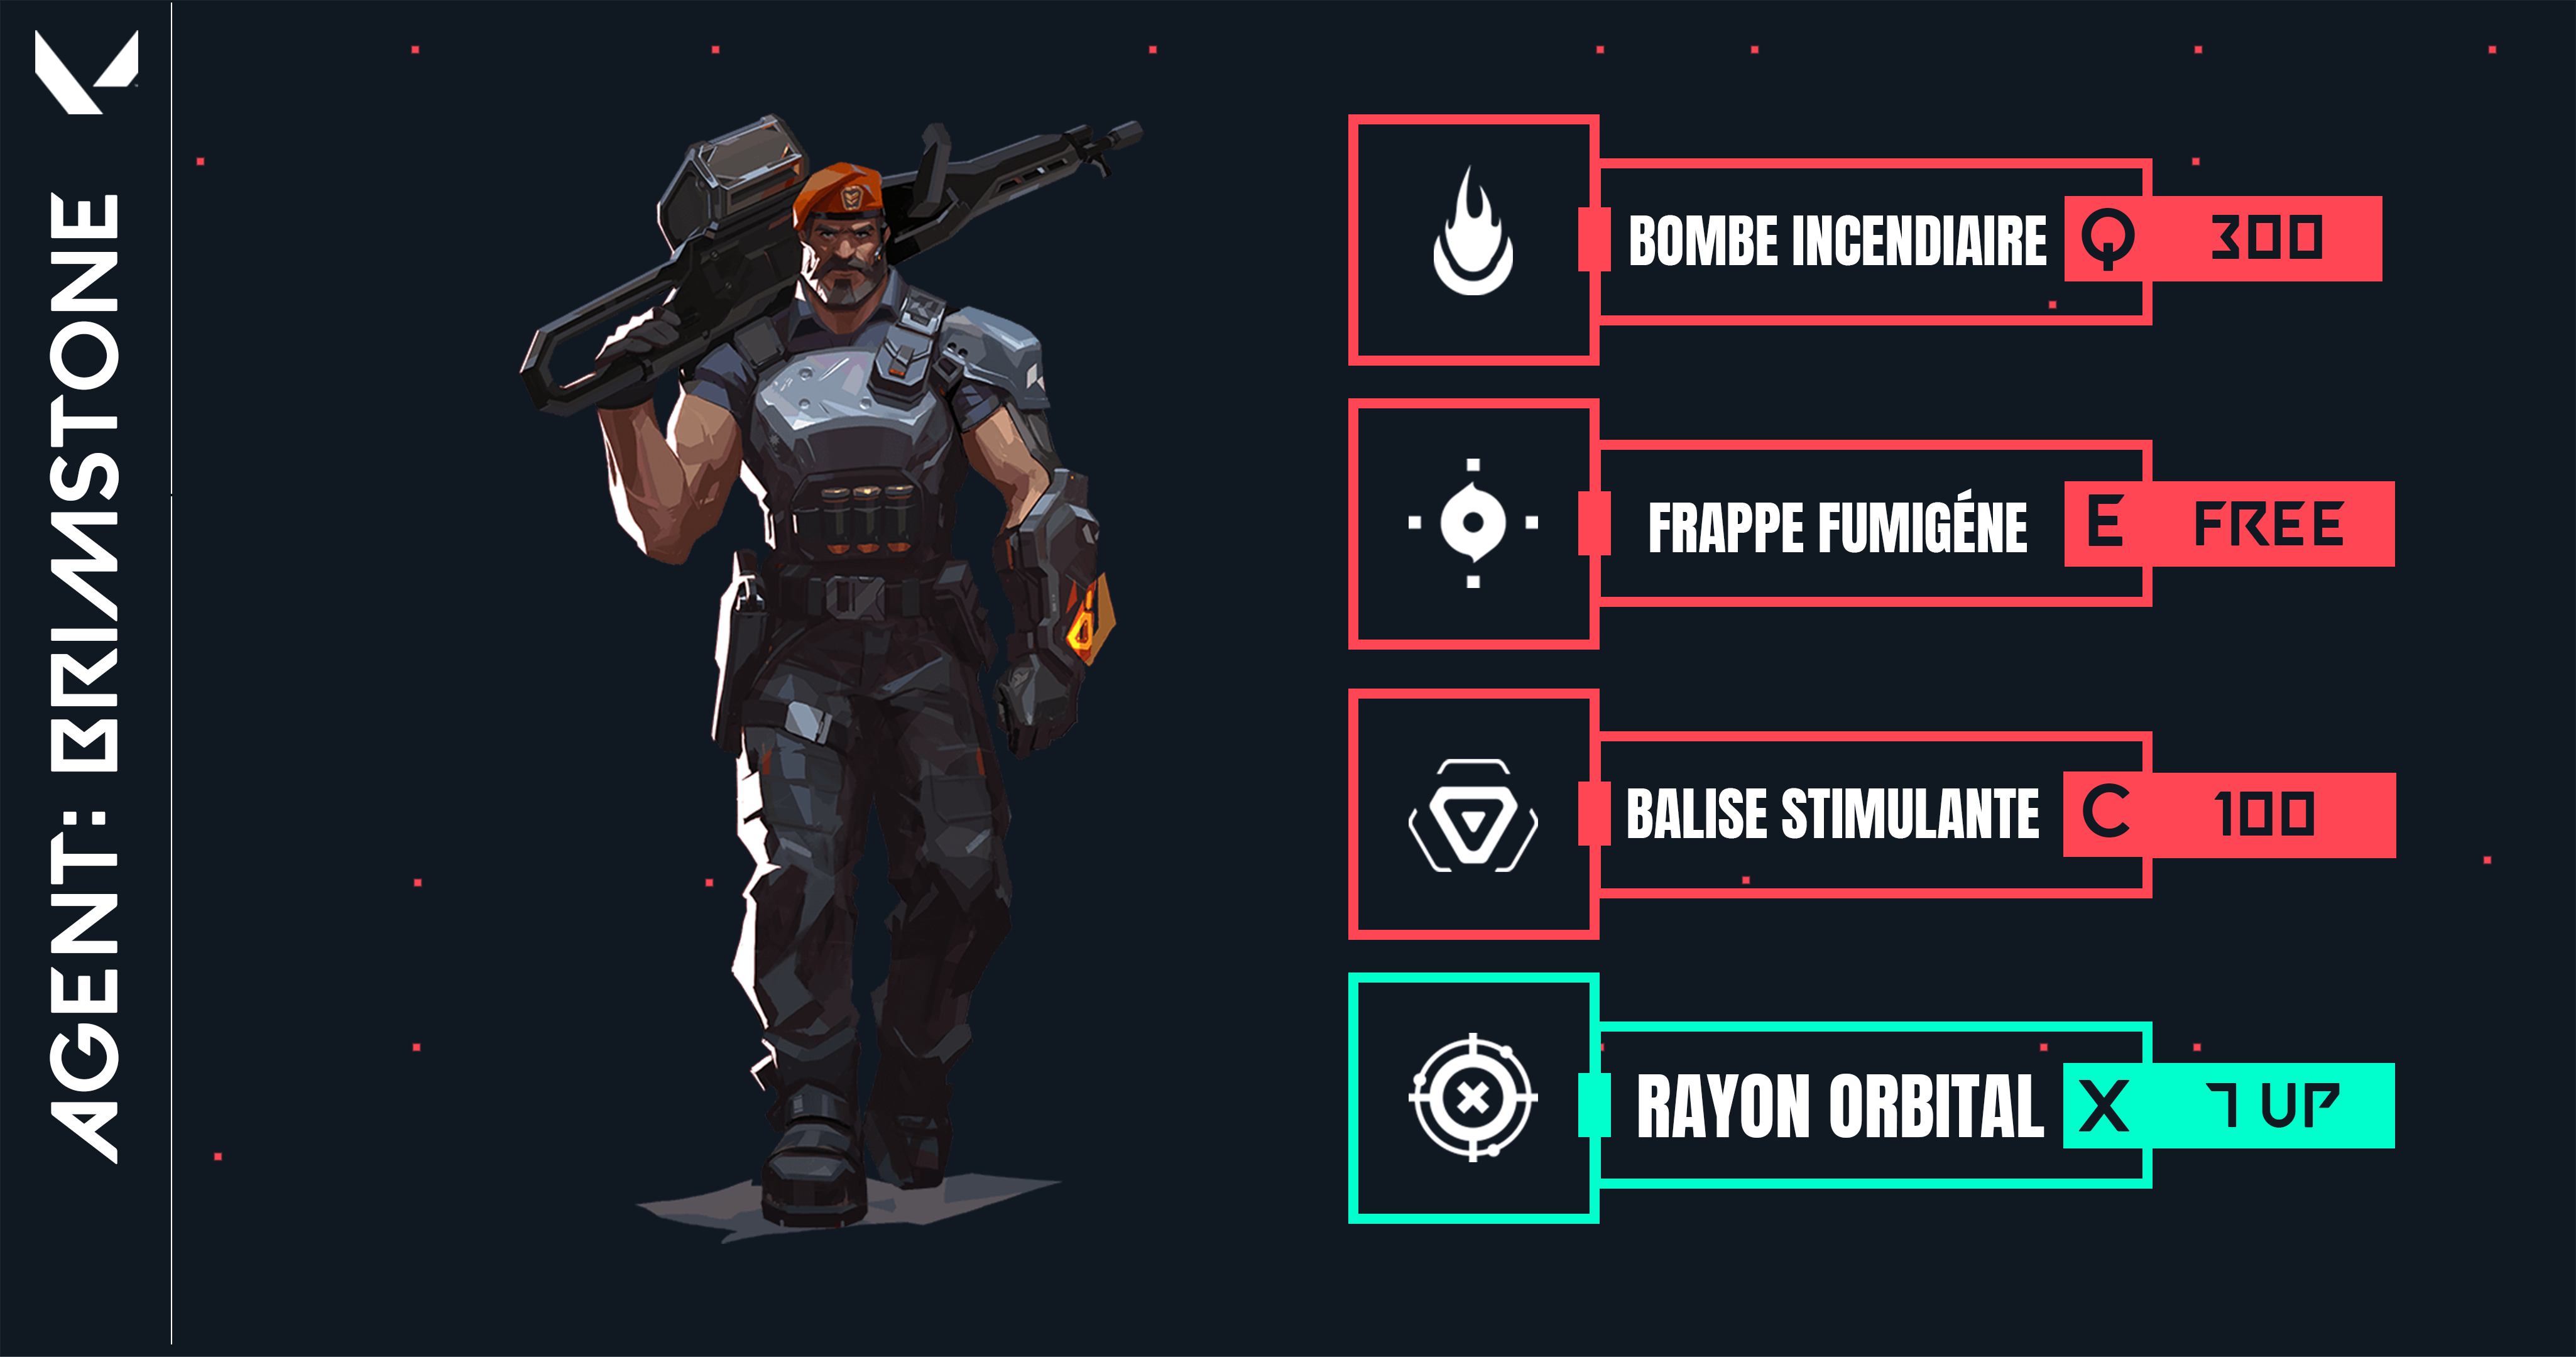 AGENT: BRIMSTONE
BOMBE INCENDIAIRE Q 300
FRAPPE FUMIGÉNE E FREE
BALISE STIMULANTE C 100
RAYON ORBITAL X 7 UP